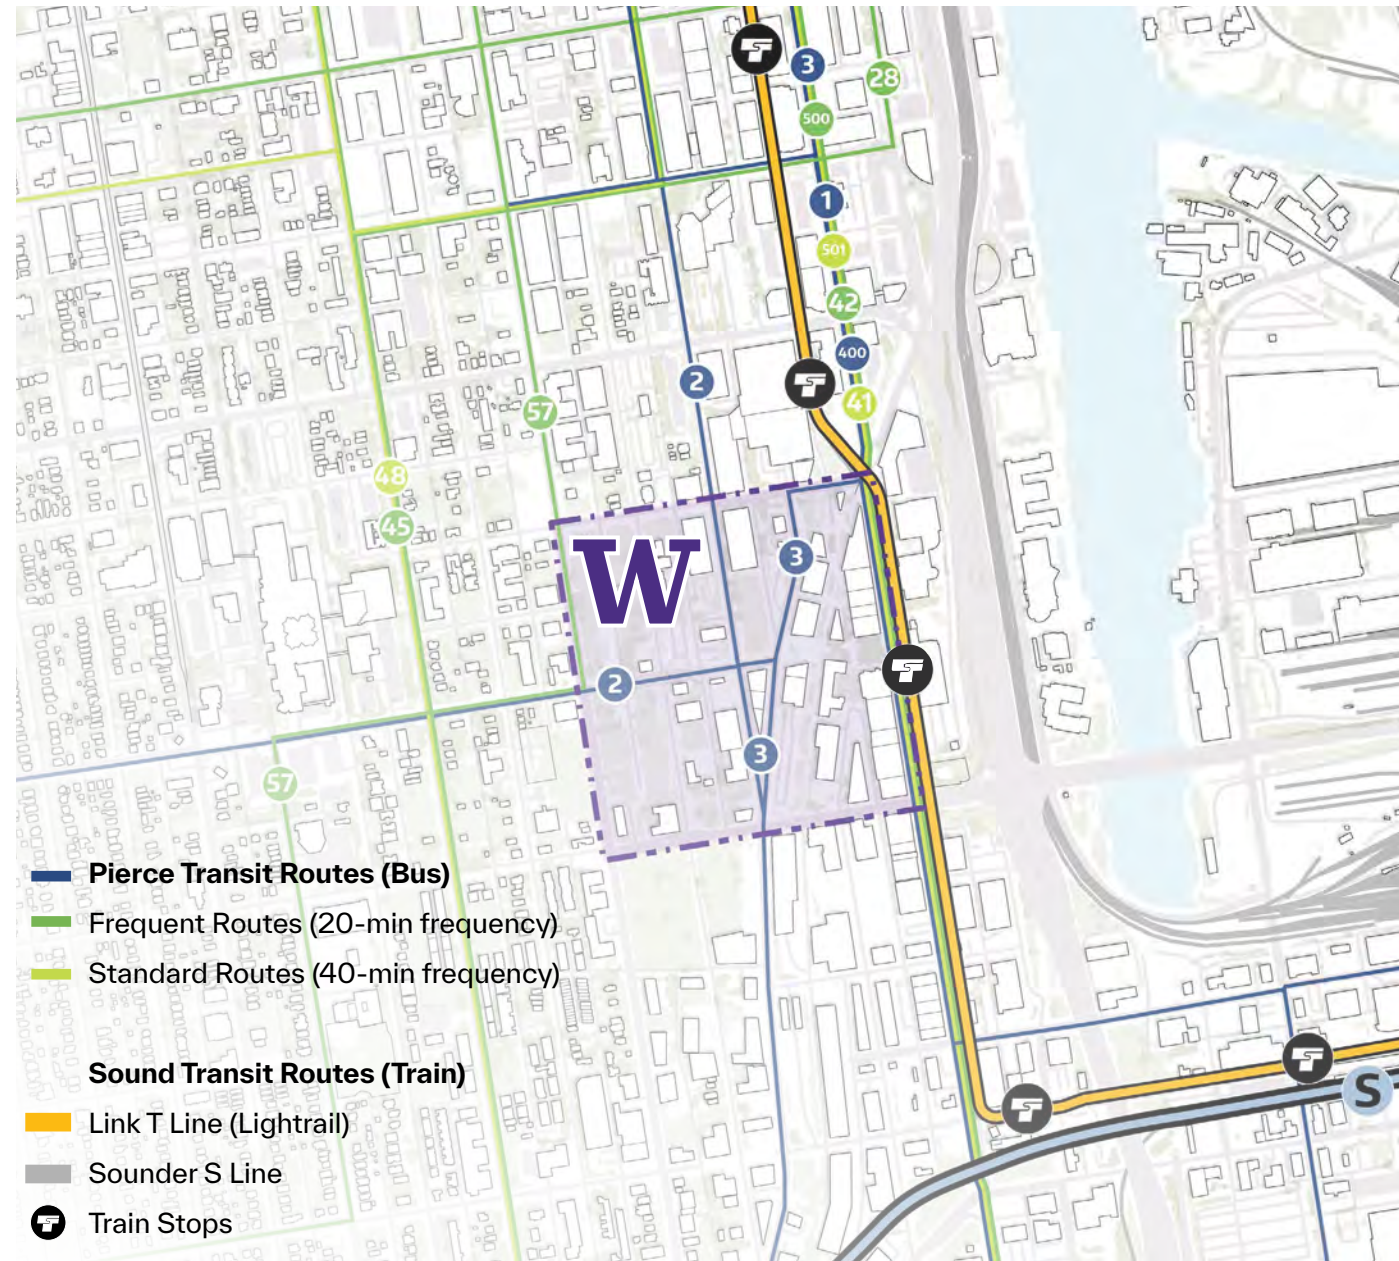 3
28
500
1
501
42
400
2
41
57
48
45
W
3
2
3
57
Pierce Transit Routes (Bus)
Frequent Routes (20-min frequency)
Standard Routes (40-min frequency)
Sound Transit Routes (Train)
Link T Line (Lightrail)
S
Sounder S Line
Train Stops